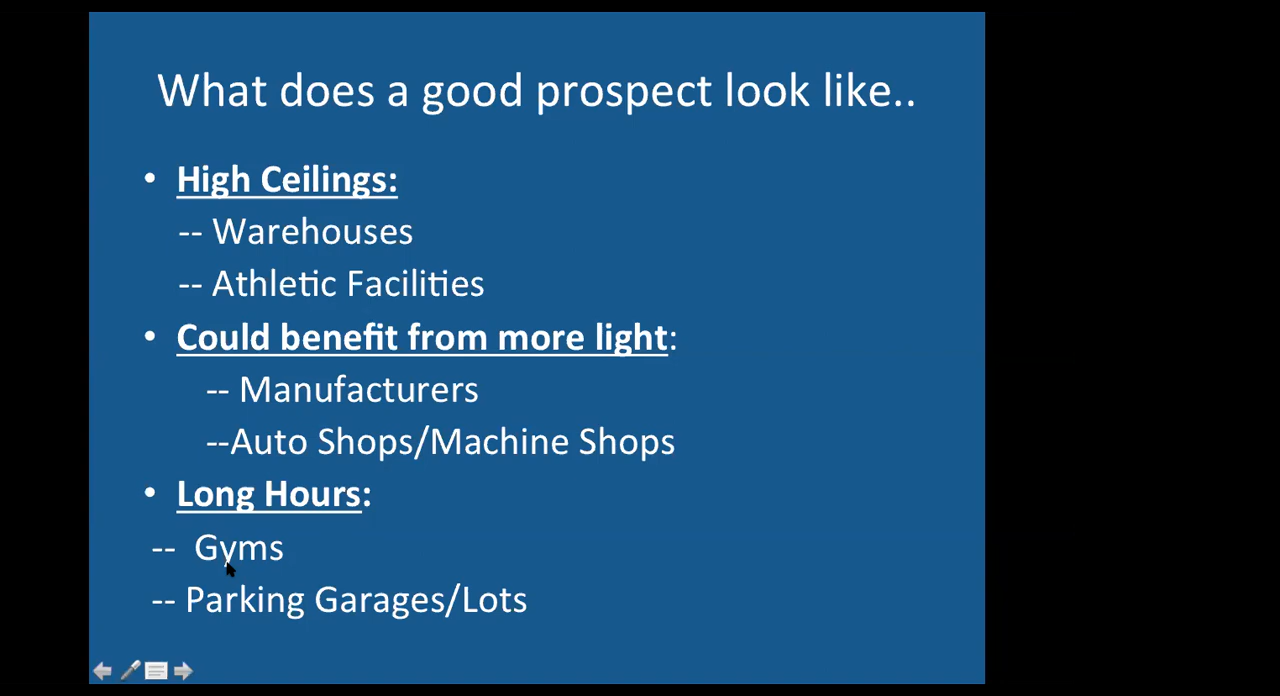 What does a good prospect look like..
• High Ceilings:
-- Warehouses
-- Athletic Facilities
• Could benefit from more light:
-- Manufacturers
--Auto Shops/Machine Shops
• Long Hours:
-- Gyms
-- Parking Garages/Lots